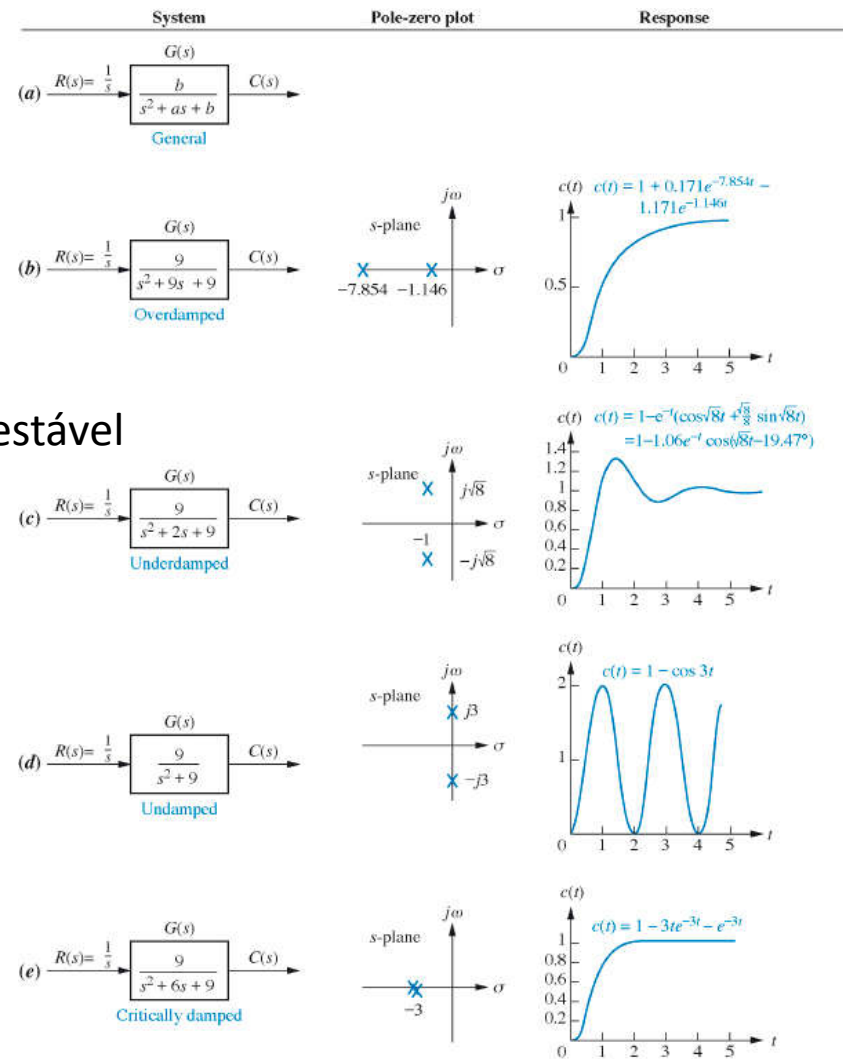 System Pole-zero plot Response
G(s)
(a) R(s)= 1/s b/(s² + as + b) C(s)
General
G(s)
(b) R(s)= 1/s 9/(s² + 9s + 9) C(s)
Overdamped
jω
s-plane
σ
−7.854 −1.146
c(t) c(t) = 1 + 0.171e^−7.854t −
1.171e^−1.146t
1
0.5
0 1 2 3 4 5 t
estável
G(s)
(c) R(s)= 1/s 9/(s² + 2s + 9) C(s)
Underdamped
jω
s-plane
j√8
σ
−1
−j√8
c(t) c(t) = 1−e^−t(cos√8t + √8/8 sin√8t)
=1−1.06e^−t cos(√8t−19.47°)
1.4
1.2
1
0.8
0.6
0.4
0.2
0 1 2 3 4 5 t
G(s)
(d) R(s)= 1/s 9/(s² + 9) C(s)
Undamped
jω
s-plane
j3
σ
−j3
c(t)
c(t) = 1 − cos 3t
2
1
0 1 2 3 4 5 t
G(s)
(e) R(s)= 1/s 9/(s² + 6s + 9) C(s)
Critically damped
jω
s-plane
σ
−3
c(t)
c(t) = 1 − 3te^−3t − e^−3t
1
0.8
0.6
0.4
0.2
0 1 2 3 4 5 t